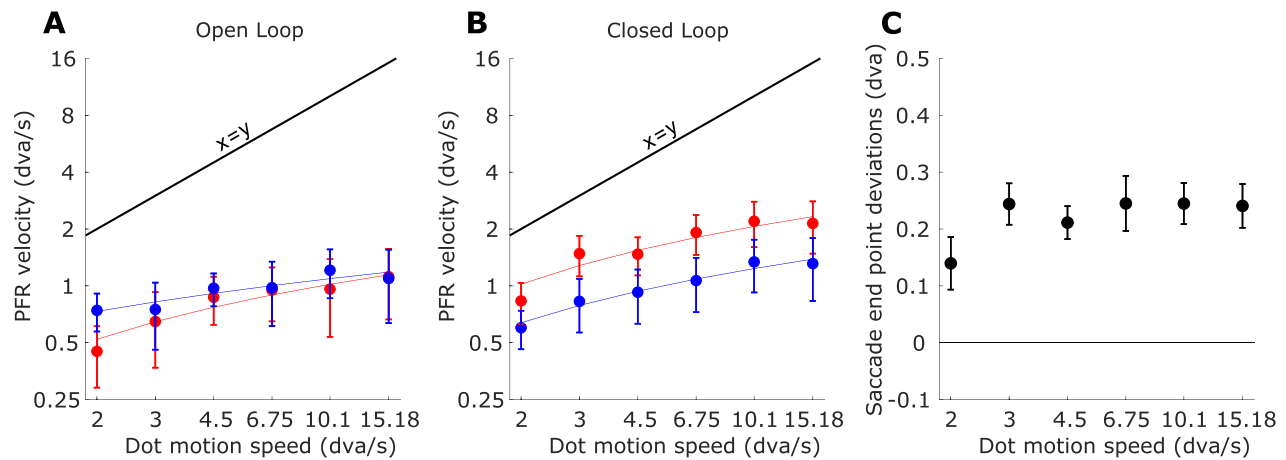 A
Open Loop
PFR velocity (dva/s)
16
8
4
2
1
0.5
0.25
x=y
2 3 4.5 6.75 10.1 15.18
Dot motion speed (dva/s)
B
Closed Loop
PFR velocity (dva/s)
16
8
4
2
1
0.5
0.25
x=y
2 3 4.5 6.75 10.1 15.18
Dot motion speed (dva/s)
C
Saccade end point deviations (dva)
0.5
0.4
0.3
0.2
0.1
0
-0.1
2 3 4.5 6.75 10.1 15.18
Dot motion speed (dva/s)